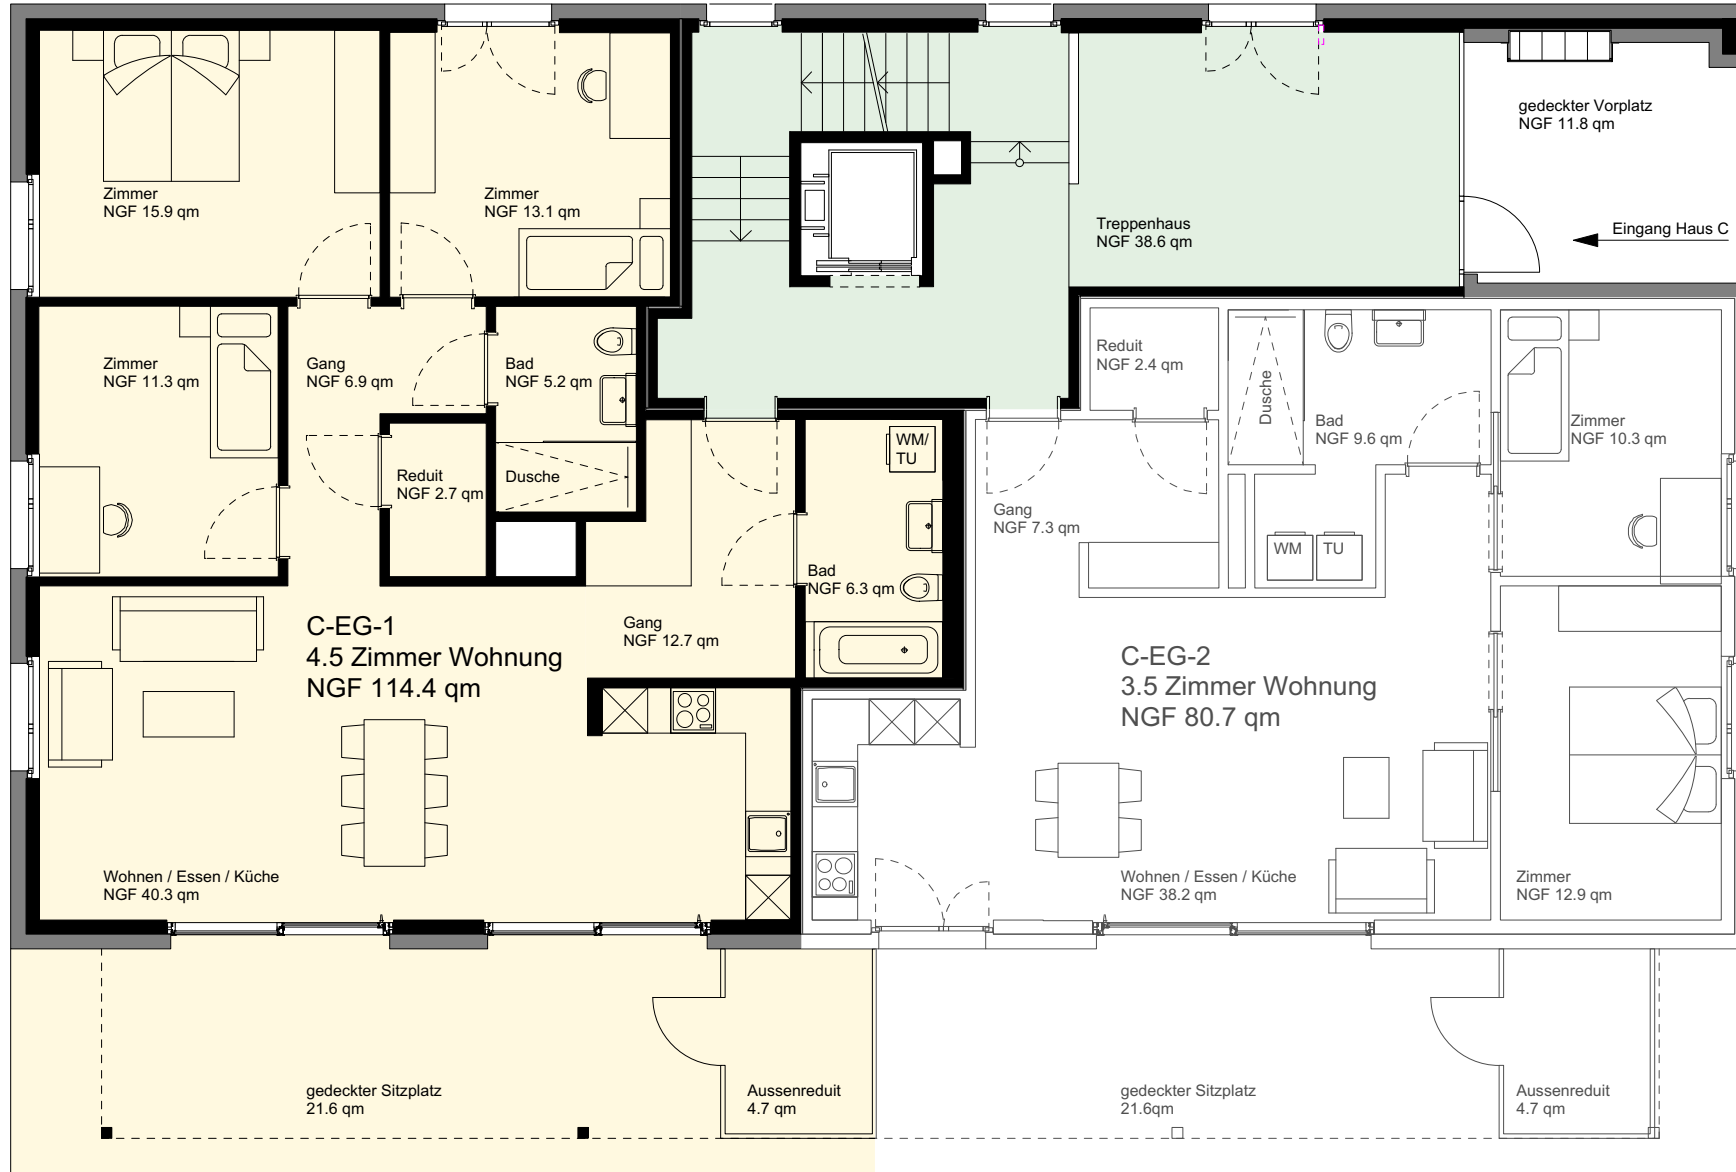 gedeckter Vorplatz
NGF 11.8 qm
Zimmer
NGF 15.9 qm
Zimmer
NGF 13.1 qm
Treppenhaus
NGF 38.6 qm
Eingang Haus C
Zimmer
NGF 11.3 qm
Gang
NGF 6.9 qm
Bad
NGF 5.2 qm
Reduit
NGF 2.4 qm
Dusche
Bad
NGF 9.6 qm
Zimmer
NGF 10.3 qm
Reduit
NGF 2.7 qm
Dusche
WM/
TU
Gang
NGF 7.3 qm
WM
TU
Bad
NGF 6.3 qm
C-EG-1
4.5 Zimmer Wohnung
NGF 114.4 qm
Gang
NGF 12.7 qm
C-EG-2
3.5 Zimmer Wohnung
NGF 80.7 qm
Wohnen / Essen / Küche
NGF 40.3 qm
Wohnen / Essen / Küche
NGF 38.2 qm
Zimmer
NGF 12.9 qm
gedeckter Sitzplatz
21.6 qm
Aussenreduit
4.7 qm
gedeckter Sitzplatz
21.6qm
Aussenreduit
4.7 qm